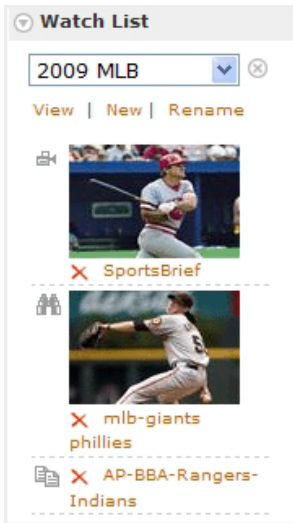 Watch List
2009 MLB
View | New | Rename
SportsBrief
mlb-giants
phillies
AP-BBA-Rangers-
Indians